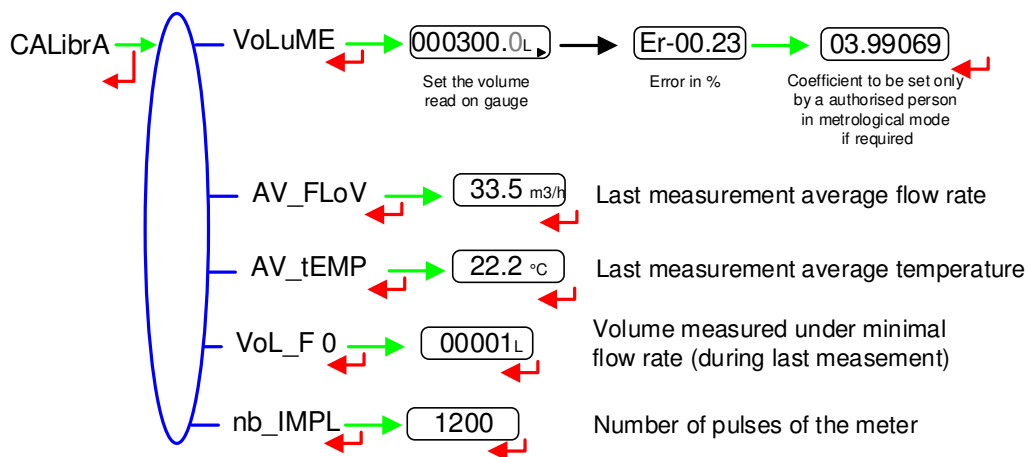 CALibrA
VoLuME
000300.0L
Er-00.23
03.99069
Set the volume
read on gauge
Error in %
Coefficient to be set only
by a authorised person
in metrological mode
if required
AV_FLoV
33.5 m3/h
Last measurement average flow rate
AV_tEMP
22.2 °C
Last measurement average temperature
VoL_F 0
00001L
Volume measured under minimal
flow rate (during last measement)
nb_IMPL
1200
Number of pulses of the meter